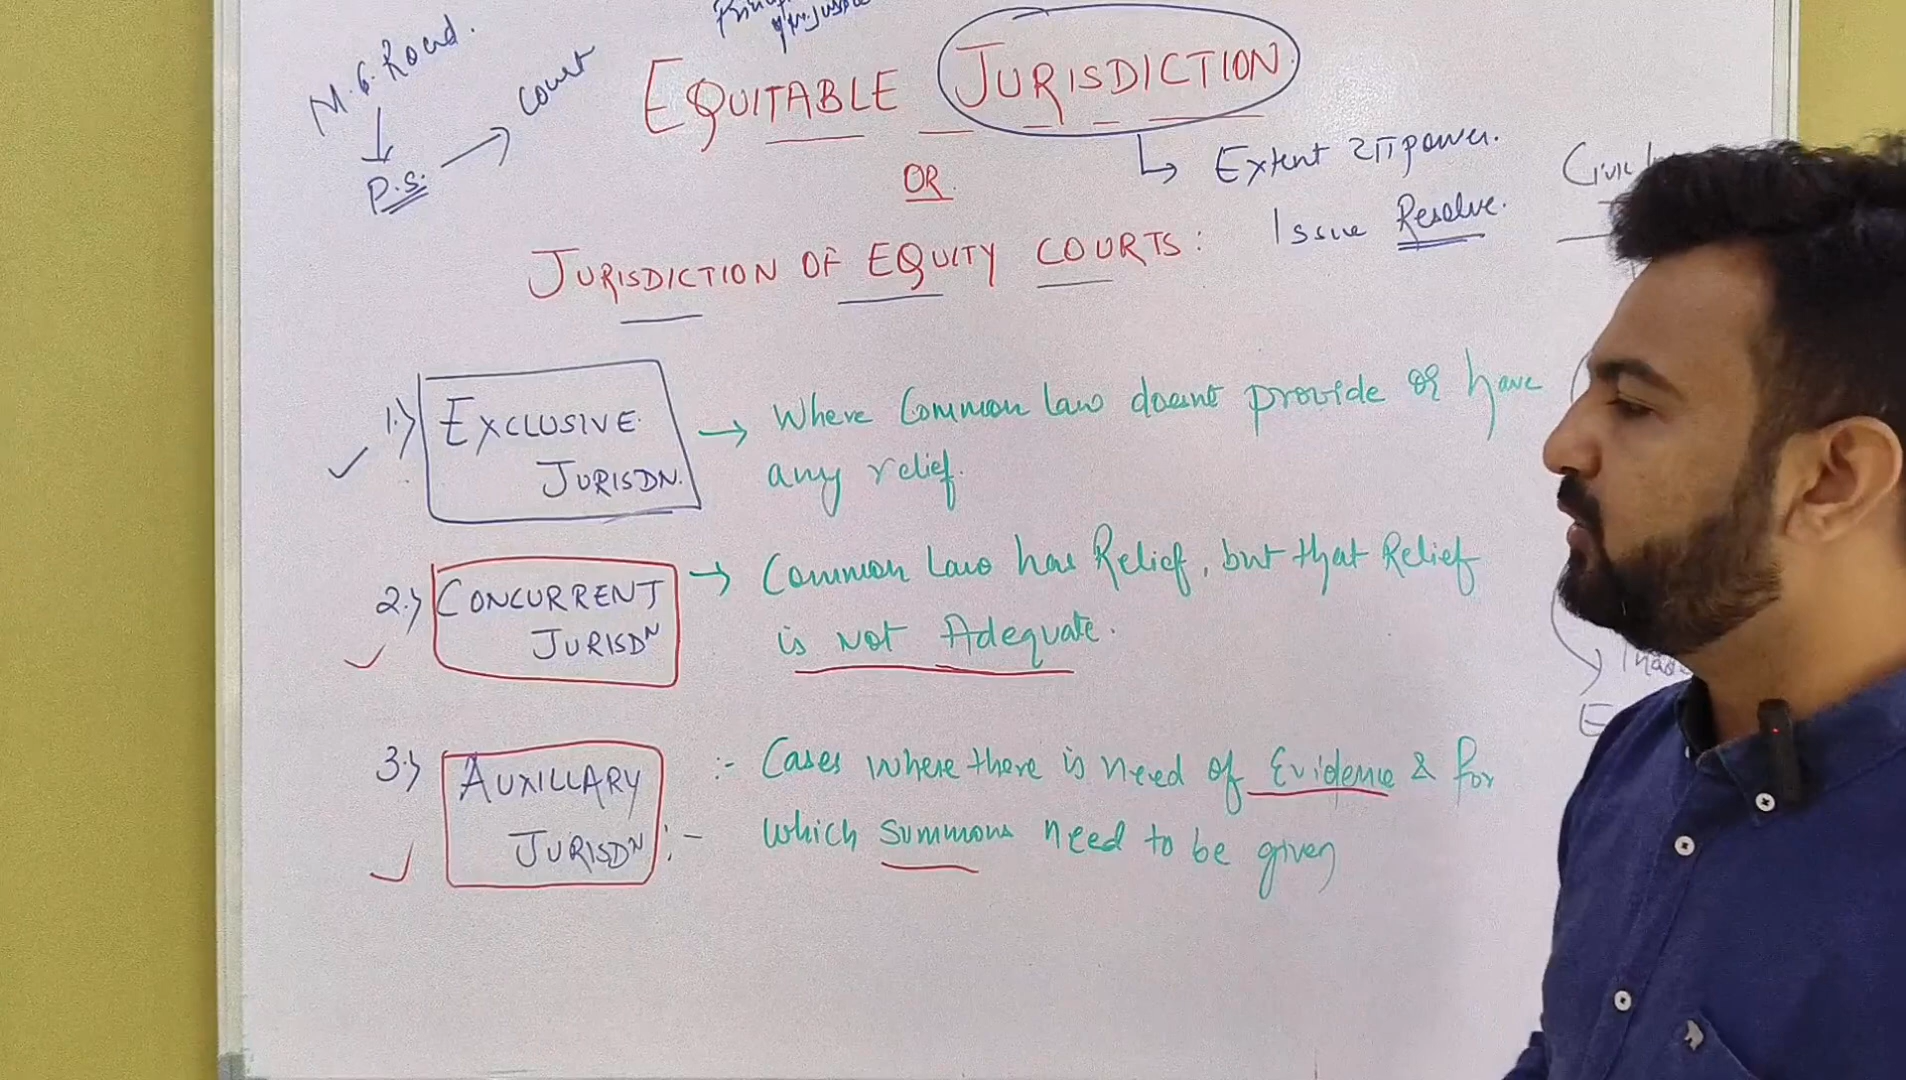 M.G. Road.
P.S.
Court
EQUITABLE JURISDICTION
Extent power.
OR
Issue Resolve.
JURISDICTION OF EQUITY COURTS:
1.) EXCLUSIVE
JURISDN.
→ Where Common law doesnt provide or have
any relief.
2.) CONCURRENT
JURISDN
→ Common Law has Relief, but that Relief
is not Adequate.
3.) AUXILLARY
JURISDN :-
:- Cases where there is need of Evidence & for
which summons need to be given